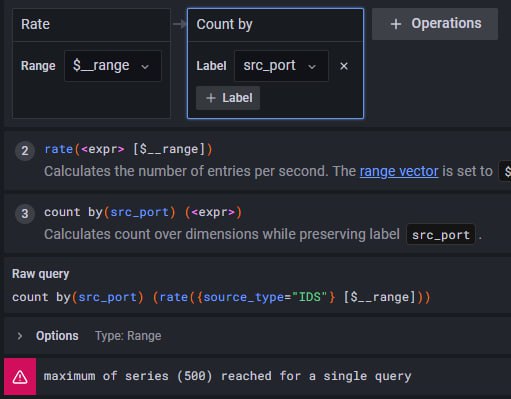 Rate
Range $__range
Count by
Label src_port ×
+ Label
+ Operations
2 rate(<expr> [$__range])
Calculates the number of entries per second. The range vector is set to $
3 count by(src_port) (<expr>)
Calculates count over dimensions while preserving label src_port .
Raw query
count by(src_port) (rate({source_type="IDS"} [$__range]))
> Options Type: Range
maximum of series (500) reached for a single query